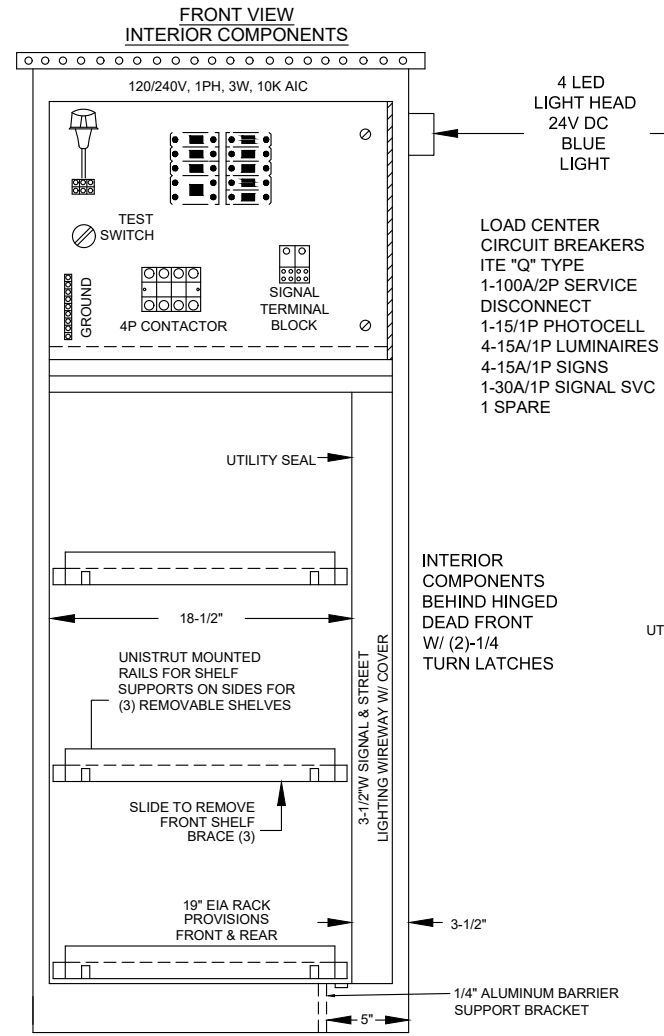 FRONT VIEW
INTERIOR COMPONENTS
120/240V, 1PH, 3W, 10K AIC
4 LED
LIGHT HEAD
24V DC
BLUE
LIGHT
TEST
SWITCH
GROUND
4P CONTACTOR
SIGNAL
TERMINAL
BLOCK
LOAD CENTER
CIRCUIT BREAKERS
ITE "Q" TYPE
1-100A/2P SERVICE
DISCONNECT
1-15/1P PHOTOCELL
4-15A/1P LUMINAIRES
4-15A/1P SIGNS
1-30A/1P SIGNAL SVC
1 SPARE
UTILITY SEAL
INTERIOR
COMPONENTS
BEHIND HINGED
DEAD FRONT
W/ (2)-1/4
TURN LATCHES
UT
18-1/2"
UNISTRUT MOUNTED
RAILS FOR SHELF
SUPPORTS ON SIDES FOR
(3) REMOVABLE SHELVES
3-1/2"W SIGNAL & STREET
LIGHTING WIREWAY W/ COVER
SLIDE TO REMOVE
FRONT SHELF
BRACE (3)
19" EIA RACK
PROVISIONS
FRONT & REAR
3-1/2"
1/4" ALUMINUM BARRIER
SUPPORT BRACKET
5"